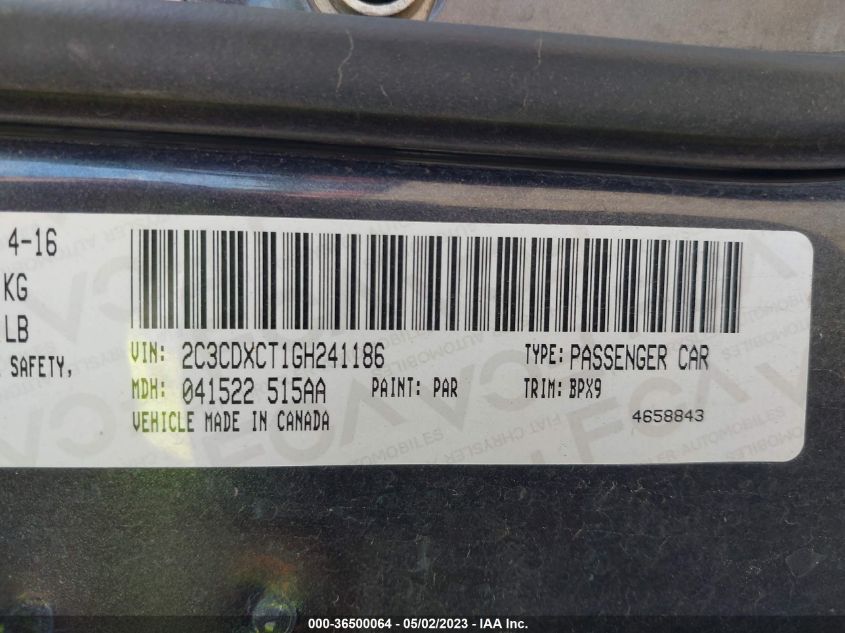 4-16
KG
LB
SAFETY,
VIN: 2C3CDXCT1GH241186 TYPE: PASSENGER CAR
MDH: 041522 515AA PAINT: PAR TRIM: BPX9
VEHICLE MADE IN CANADA 4658843
000-36500064 - 05/02/2023 - IAA Inc.